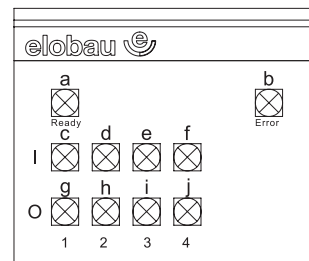 elobau e
a b
Ready Error
c d e f
I
g h i j
O
1 2 3 4